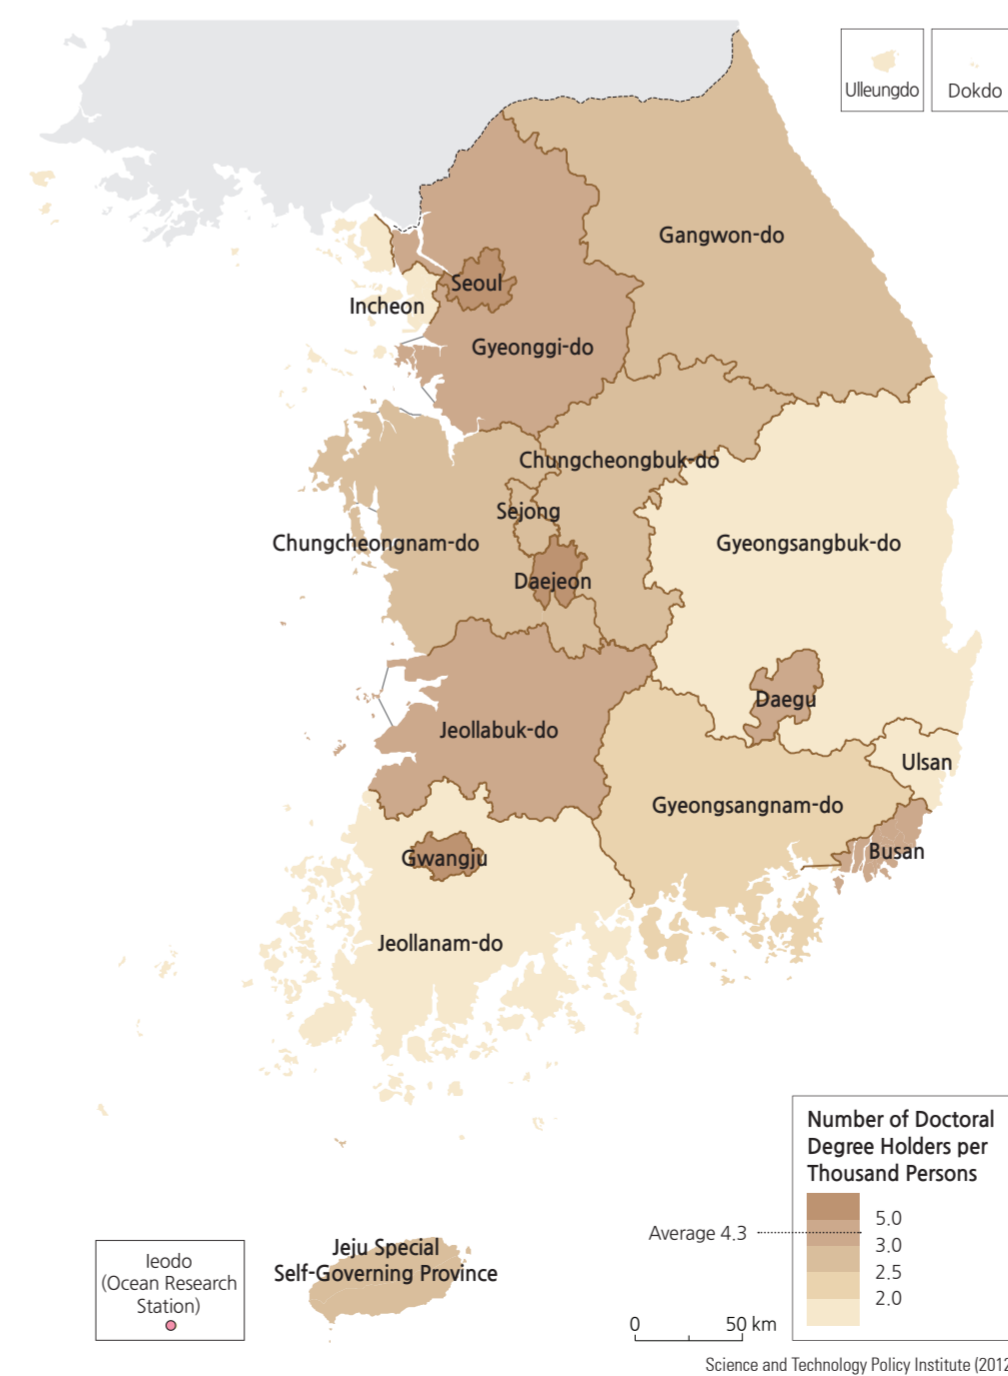 Ulleungdo
Dokdo
Gangwon-do
Seoul
Incheon
Gyeonggi-do
Chungcheongbuk-do
Sejong
Chungcheongnam-do
Gyeongsangbuk-do
Daejeon
Daegu
Jeollabuk-do
Ulsan
Gyeongsangnam-do
Busan
Gwangju
Jeollanam-do
Number of Doctoral
Degree Holders per
Thousand Persons
5.0
Average 4.3
3.0
2.5
2.0
Jeju Special
Self-Governing Province
Ieodo
(Ocean Research
Station)
0 50 km
Science and Technology Policy Institute (2012